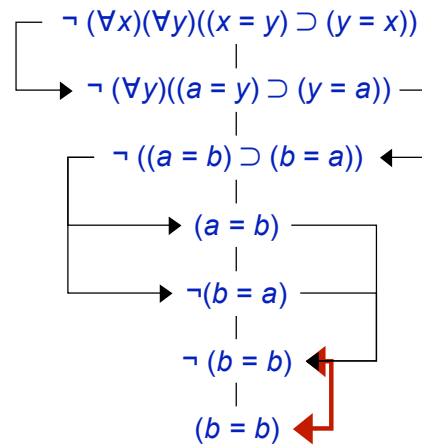 ¬ (∀x)(∀y)((x = y) ⊃ (y = x))
¬ (∀y)((a = y) ⊃ (y = a))
¬ ((a = b) ⊃ (b = a))
(a = b)
¬(b = a)
¬ (b = b)
(b = b)